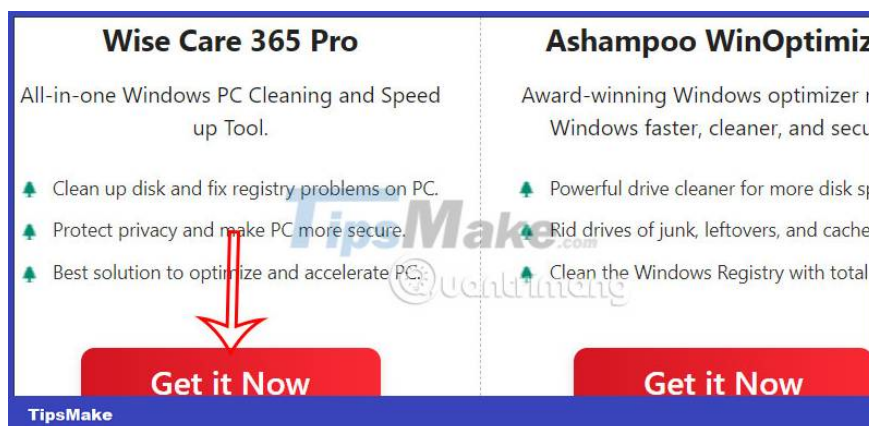 Wise Care 365 Pro
All-in-one Windows PC Cleaning and Speed
up Tool.
Clean up disk and fix registry problems on PC.
Protect privacy and make PC more secure.
Best solution to optimize and accelerate PC.
Get it Now
Ashampoo WinOptimiz
Award-winning Windows optimizer
Windows faster, cleaner, and secu
Powerful drive cleaner for more disk sp
Rid drives of junk, leftovers, and cache
Clean the Windows Registry with total
Get it Now
TipsMake.com
Quantrimang
TipsMake